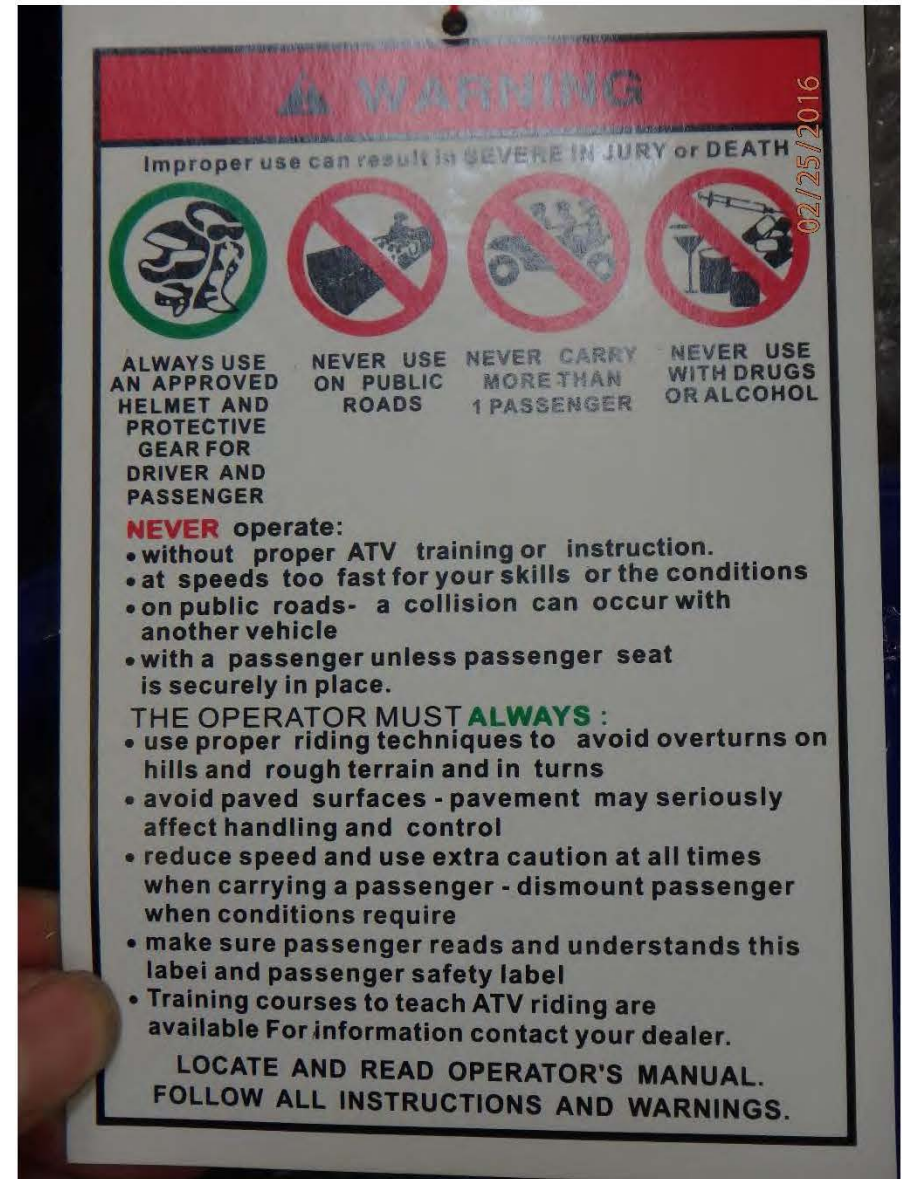 WARNING
Improper use can result in SEVERE IN JURY or DEATH
ALWAYS USE
AN APPROVED
HELMET AND
PROTECTIVE
GEAR FOR
DRIVER AND
PASSENGER
NEVER USE
ON PUBLIC
ROADS
NEVER CARRY
MORE THAN
1 PASSENGER
NEVER USE
WITH DRUGS
OR ALCOHOL
NEVER operate:
• without proper ATV training or instruction.
• at speeds too fast for your skills or the conditions
• on public roads- a collision can occur with
another vehicle
• with a passenger unless passenger seat
is securely in place.
THE OPERATOR MUST ALWAYS :
• use proper riding techniques to avoid overturns on
hills and rough terrain and in turns
• avoid paved surfaces - pavement may seriously
affect handling and control
• reduce speed and use extra caution at all times
when carrying a passenger - dismount passenger
when conditions require
• make sure passenger reads and understands this
labei and passenger safety label
• Training courses to teach ATV riding are
available For information contact your dealer.
LOCATE AND READ OPERATOR'S MANUAL.
FOLLOW ALL INSTRUCTIONS AND WARNINGS.
02/25/2016